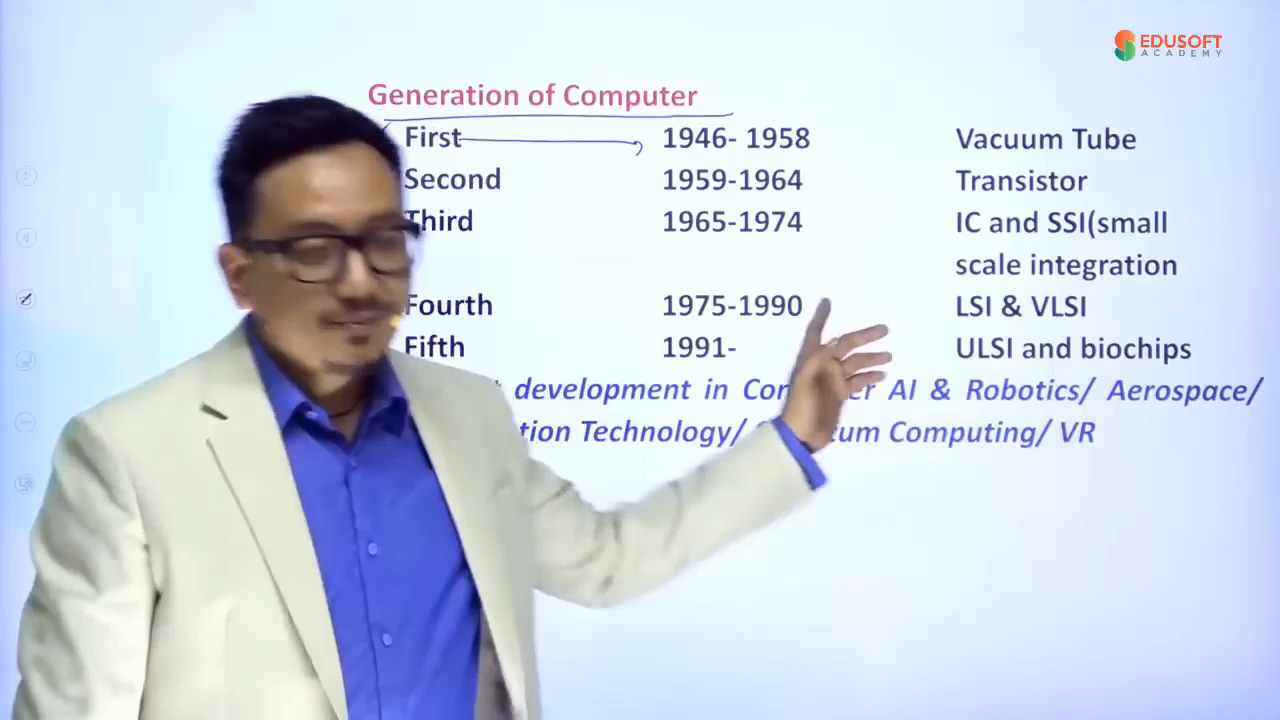 EDUSOFT
ACADEMY
Generation of Computer
First 1946- 1958 Vacuum Tube
Second 1959-1964 Transistor
Third 1965-1974 IC and SSI(small
scale integration
Fourth 1975-1990 LSI & VLSI
Fifth 1991- ULSI and biochips
development in AI & Robotics/ Aerospace/
Technology/ Computing/ VR